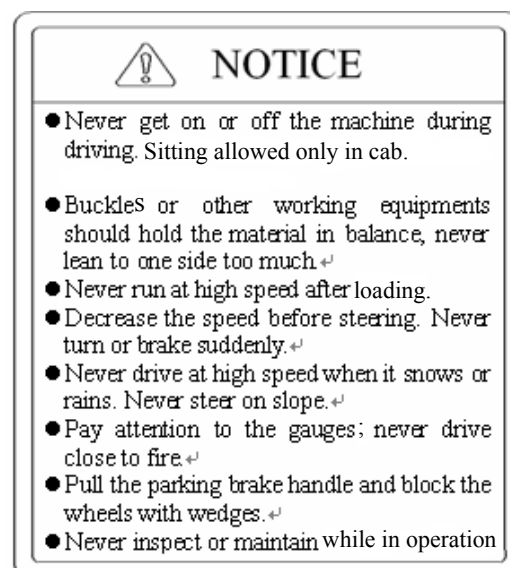 NOTICE
●Never get on or off the machine during
driving. Sitting allowed only in cab.
●Buckles or other working equipments
should hold the material in balance, never
lean to one side too much↵
●Never run at high speed after loading.
●Decrease the speed before steering. Never
turn or brake suddenly.↵
●Never drive at high speed when it snows or
rains. Never steer on slope.↵
●Pay attention to the gauges; never drive
close to fire.↵
●Pull the parking brake handle and block the
wheels with wedges.↵
●Never inspect or maintain while in operation